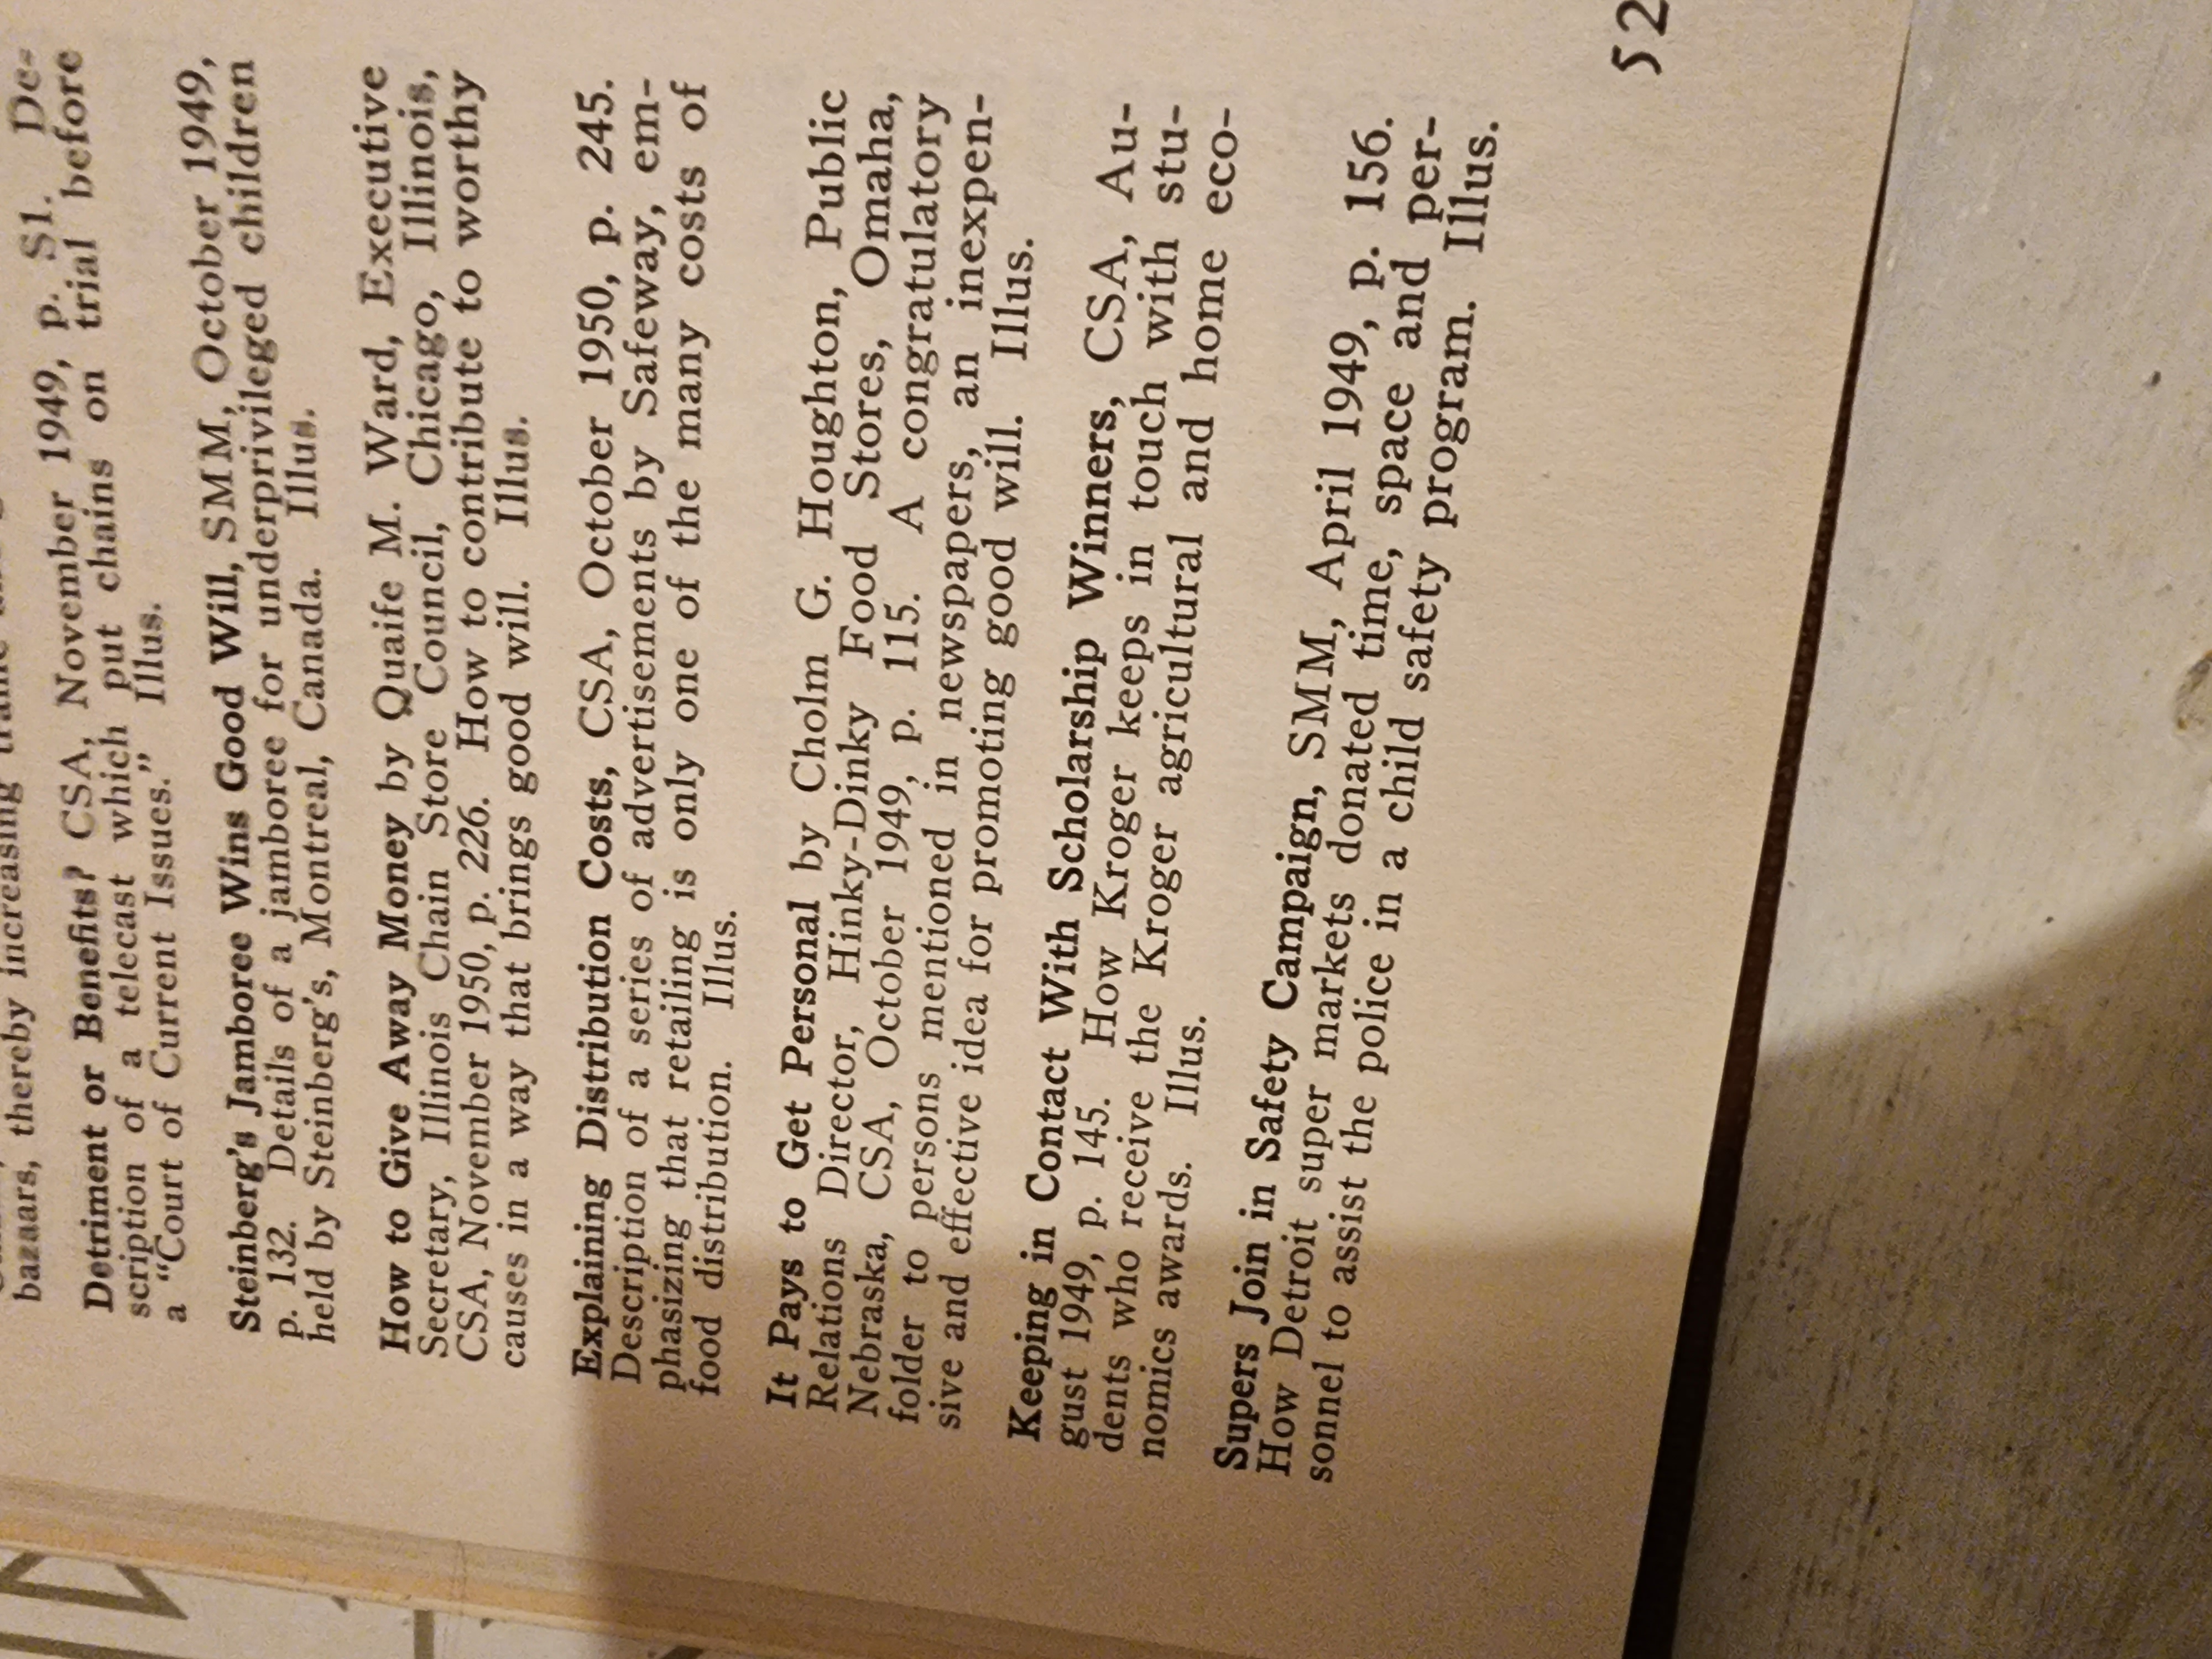 bazaars, thereby increasing
Detriment or Benefits? CSA, November 1949, p. S1. De-
scription of a telecast which put chains on trial before
a "Court of Current Issues." Illus.
Steinberg's Jamboree Wins Good Will, SMM, October 1949,
p. 132. Details of a jamboree for underprivileged children
held by Steinberg's, Montreal, Canada. Illus.
How to Give Away Money by Quaife M. Ward, Executive
Secretary, Illinois Chain Store Council, Chicago, Illinois,
CSA, November 1950, p. 226. How to contribute to worthy
causes in a way that brings good will. Illus.
Explaining Distribution Costs, CSA, October 1950, p. 245.
Description of a series of advertisements by Safeway, em-
phasizing that retailing is only one of the many costs of
food distribution. Illus.
It Pays to Get Personal by Cholm G. Houghton, Public
Relations Director, Hinky-Dinky Food Stores, Omaha,
Nebraska, CSA, October 1949, p. 115. A congratulatory
folder to persons mentioned in newspapers, an inexpen-
sive and effective idea for promoting good will. Illus.
Keeping in Contact With Scholarship Winners, CSA, Au-
gust 1949, p. 145. How Kroger keeps in touch with stu-
dents who receive the Kroger agricultural and home eco-
nomics awards. Illus.
Supers Join in Safety Campaign, SMM, April 1949, p. 156.
How Detroit super markets donated time, space and per-
sonnel to assist the police in a child safety program. Illus.
52